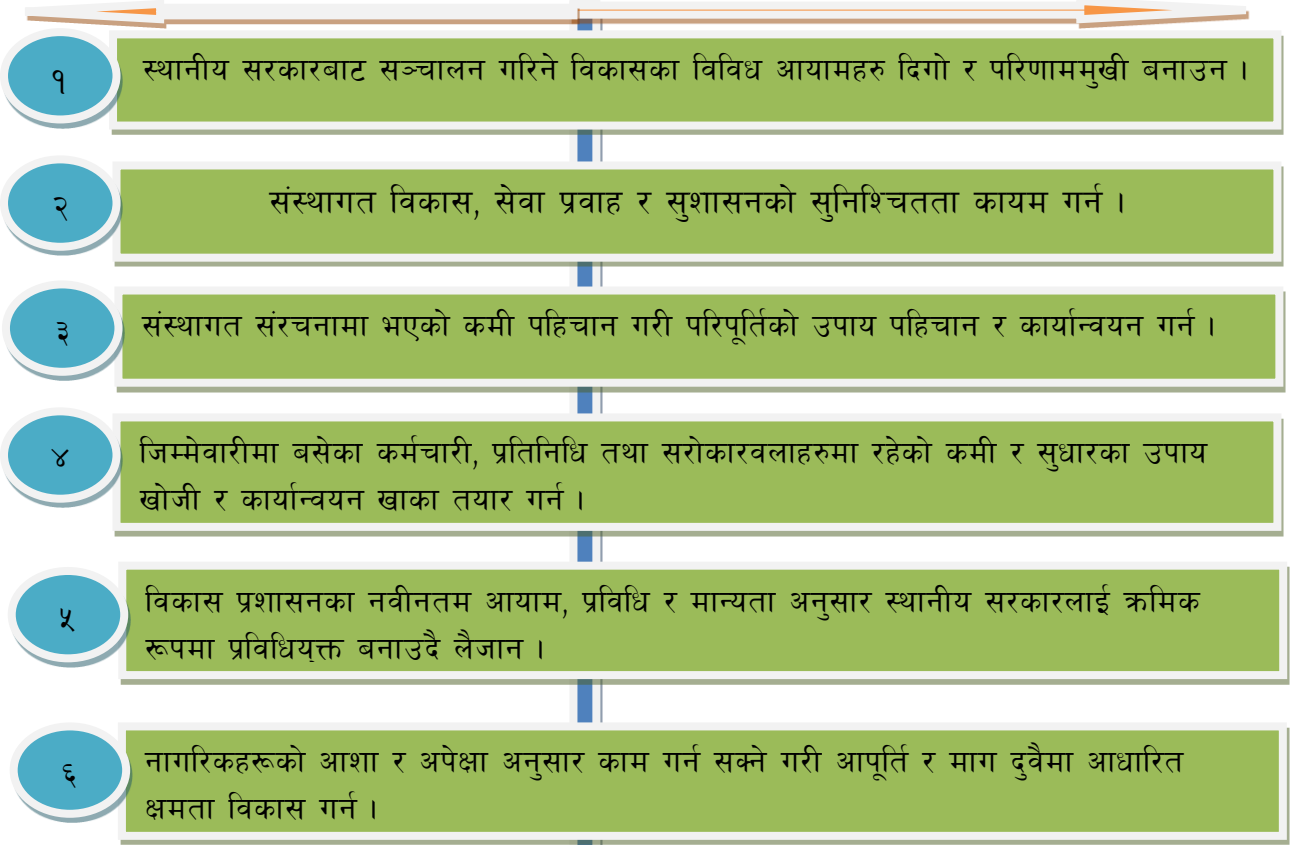 १
स्थानीय सरकारबाट सञ्चालन गरिने विकासका विविध आयामहरु दिगो र परिणाममुखी बनाउन ।
२
संस्थागत विकास, सेवा प्रवाह र सुशासनको सुनिश्चितता कायम गर्न ।
३
संस्थागत संरचनामा भएको कमी पहिचान गरी परिपूर्तिको उपाय पहिचान र कार्यान्वयन गर्न ।
४
जिम्मेवारीमा बसेका कर्मचारी, प्रतिनिधि तथा सरोकारवलाहरुमा रहेको कमी र सुधारका उपाय
खोजी र कार्यान्वयन खाका तयार गर्न ।
५
विकास प्रशासनका नवीनतम आयाम, प्रविधि र मान्यता अनुसार स्थानीय सरकारलाई क्रमिक
रूपमा प्रविधियुक्त बनाउदै लैजान ।
६
नागरिकहरूको आशा र अपेक्षा अनुसार काम गर्न सक्ने गरी आपूर्ति र माग दुवैमा आधारित
क्षमता विकास गर्न ।